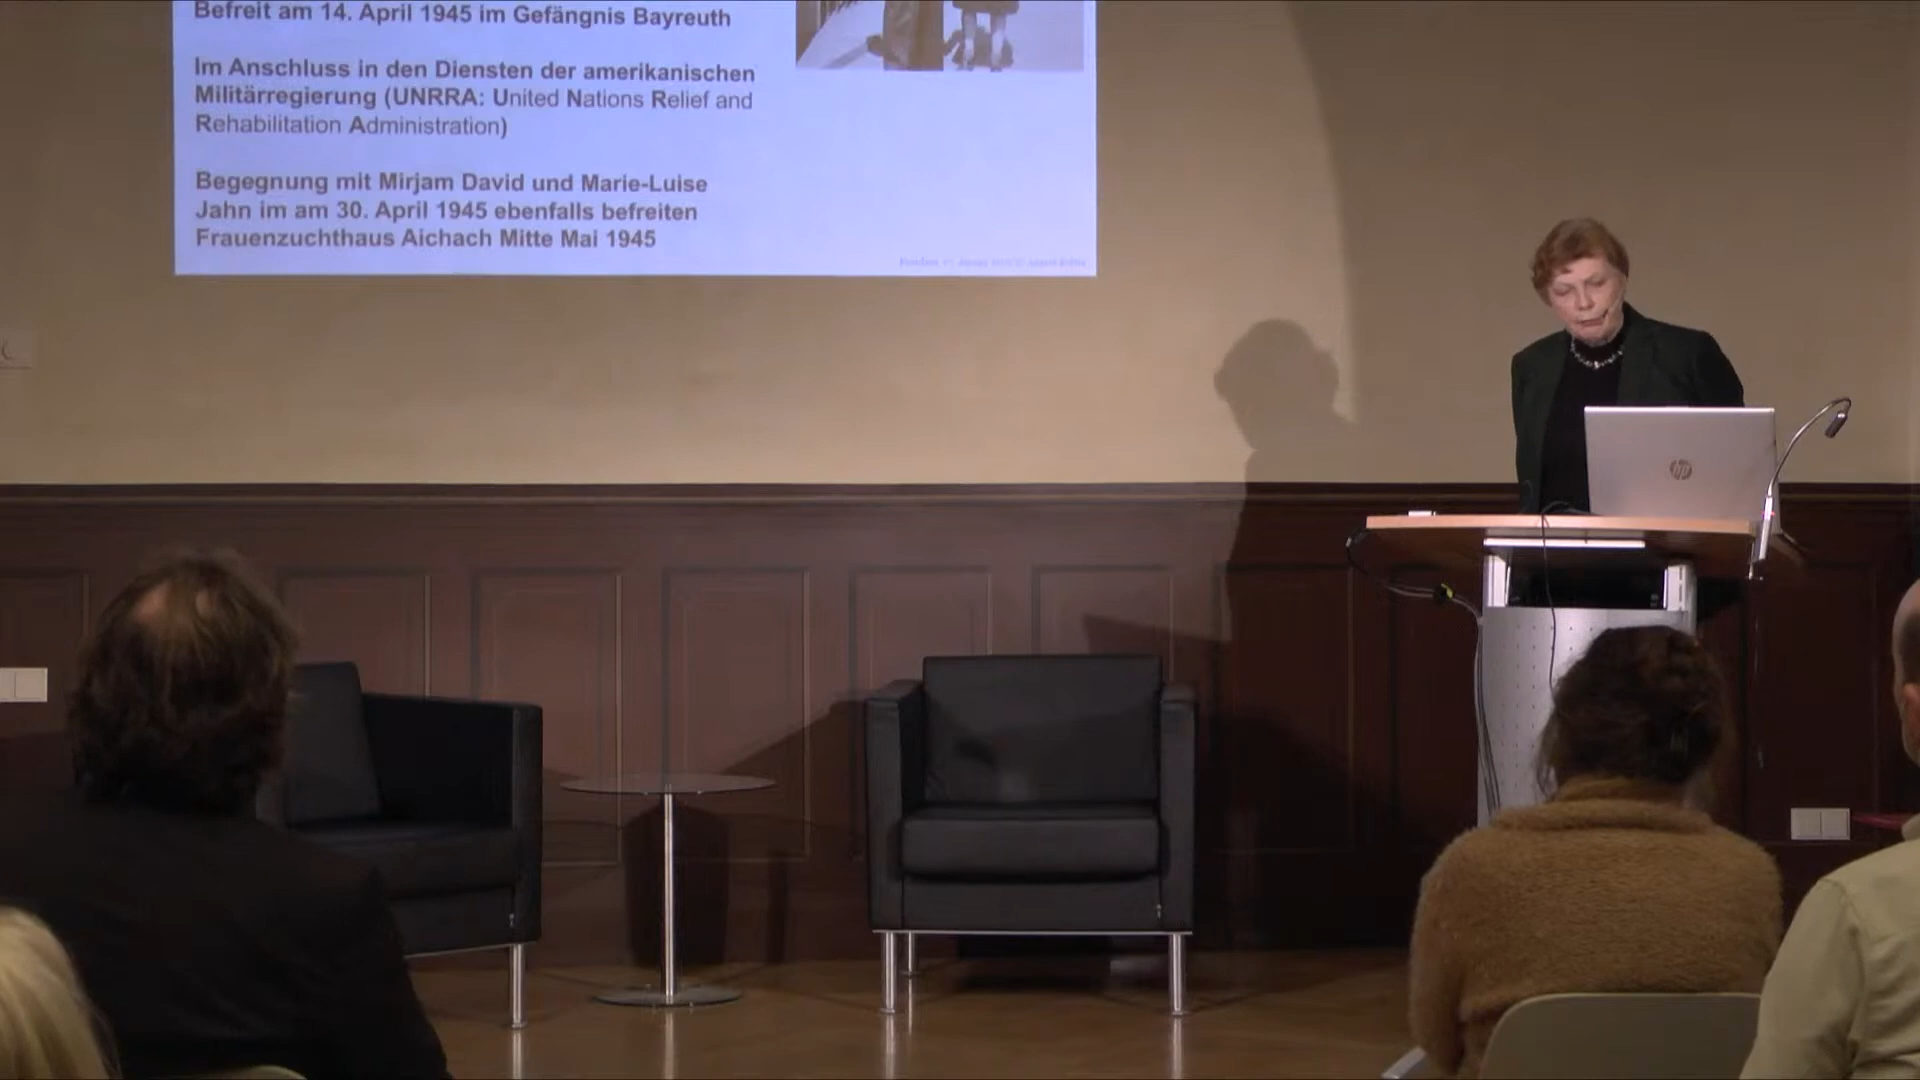 Befreit am 14. April 1945 im Gefängnis Bayreuth
Im Anschluss in den Diensten der amerikanischen
Militärregierung (UNRRA: United Nations Relief and
Rehabilitation Administration)
Begegnung mit Mirjam David und Marie-Luise
Jahn im am 30. April 1945 ebenfalls befreiten
Frauenzuchthaus Aichach Mitte Mai 1945
hp